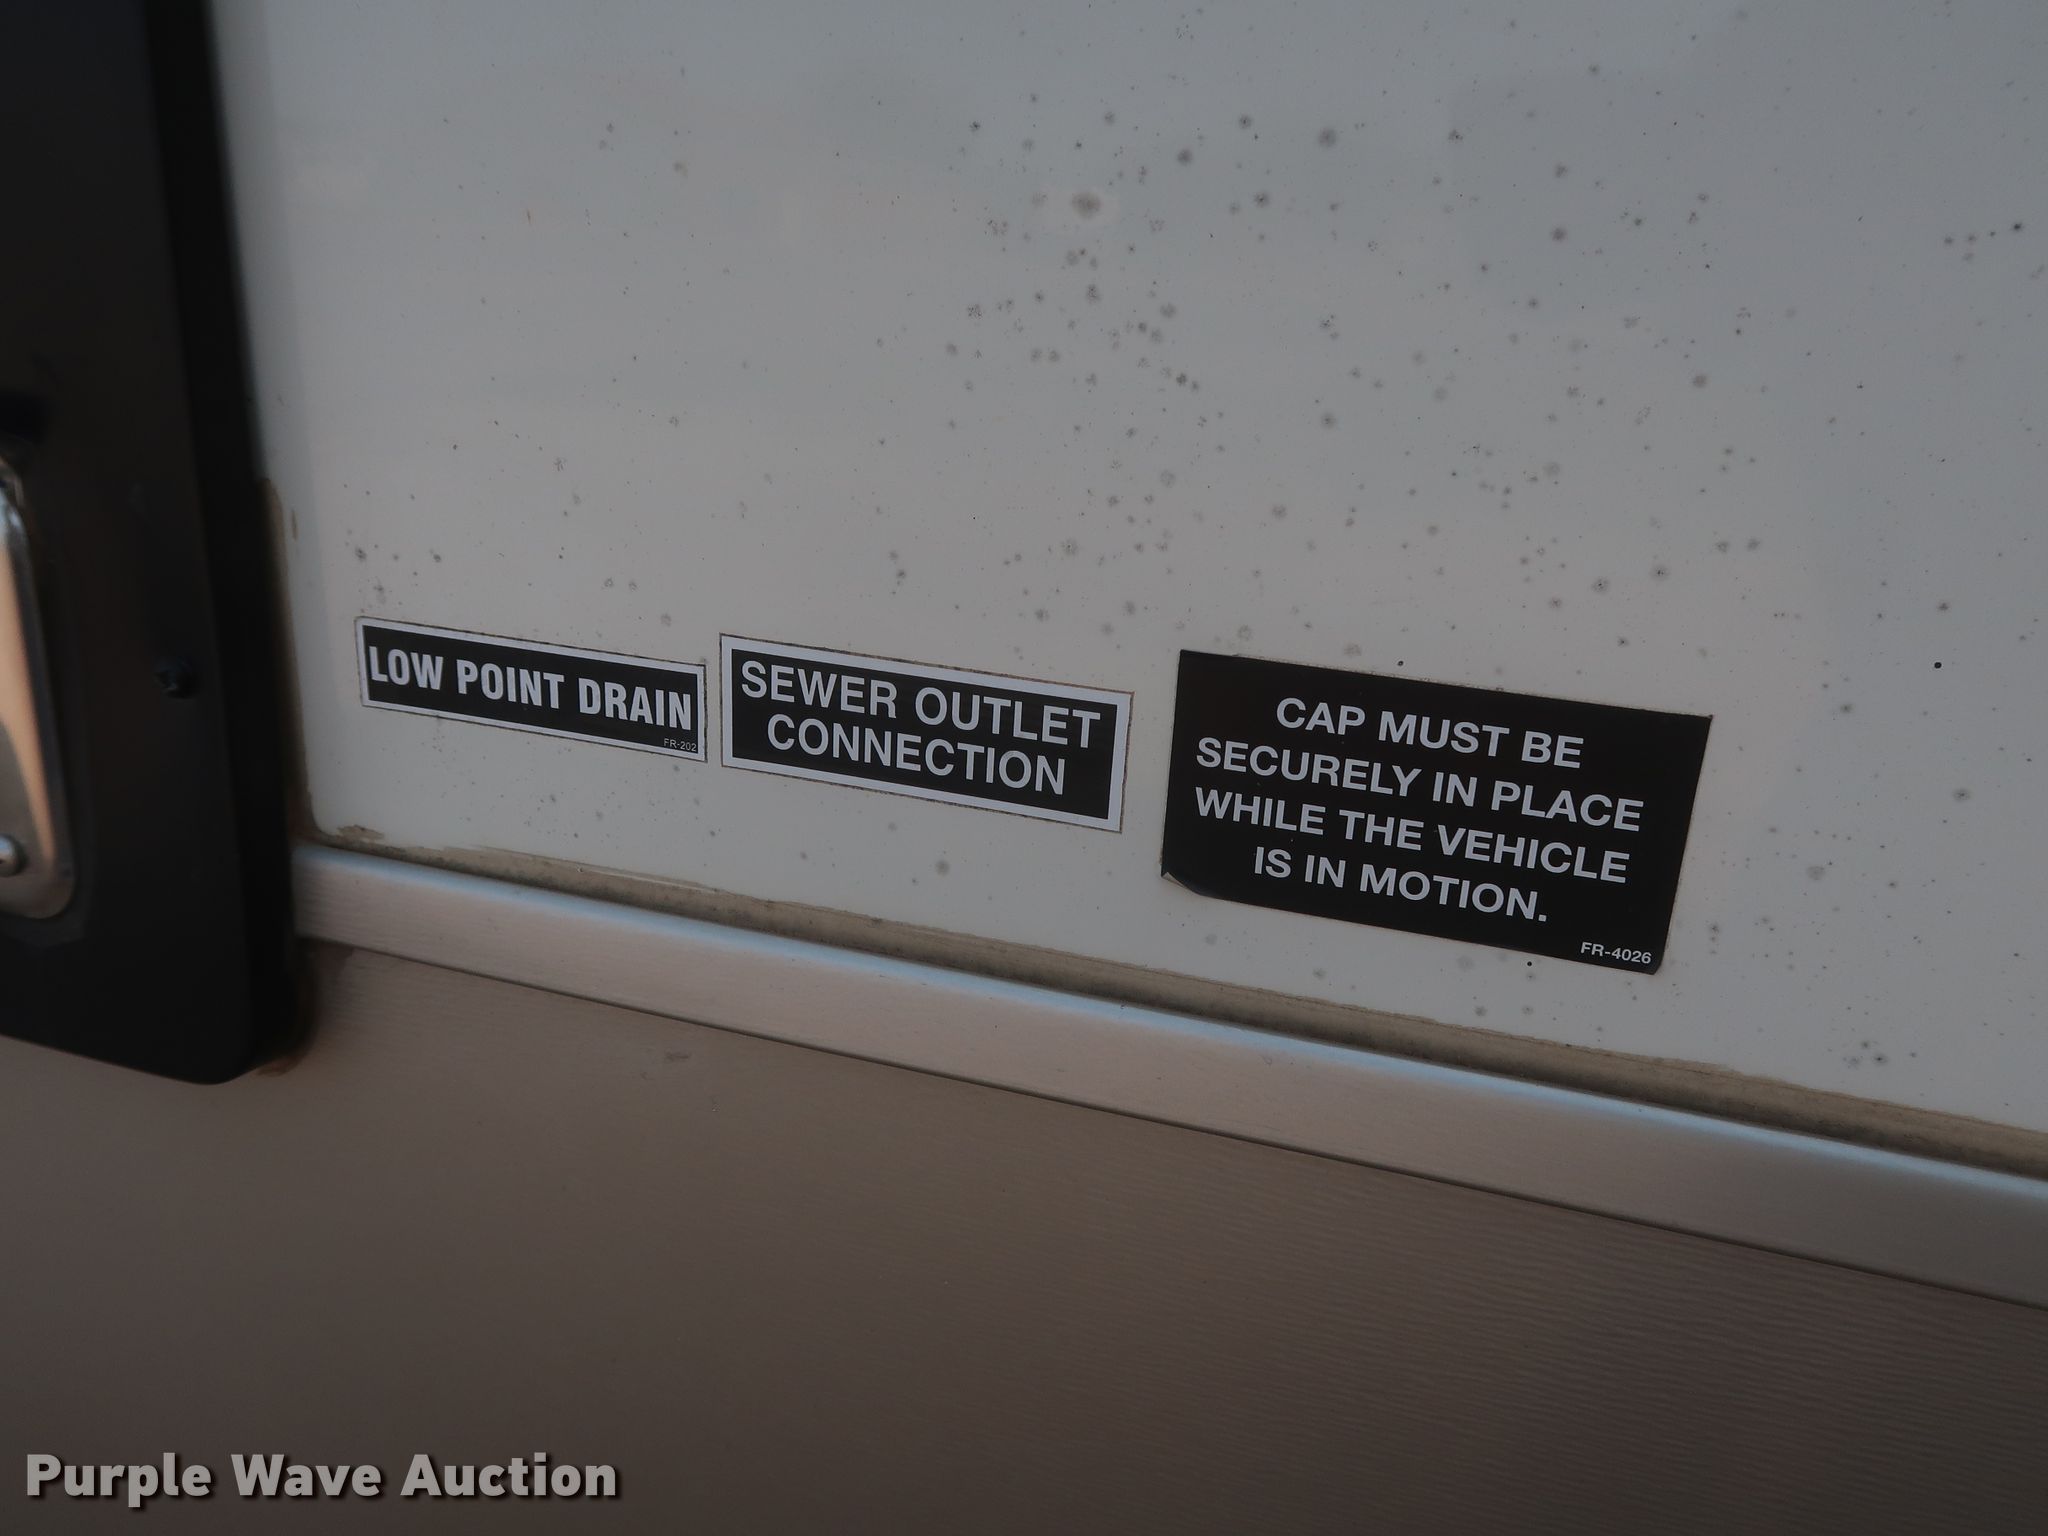 LOW POINT DRAIN
FR-202
SEWER OUTLET
CONNECTION
CAP MUST BE
SECURELY IN PLACE
WHILE THE VEHICLE
IS IN MOTION.
FR-4026
Purple Wave Auction